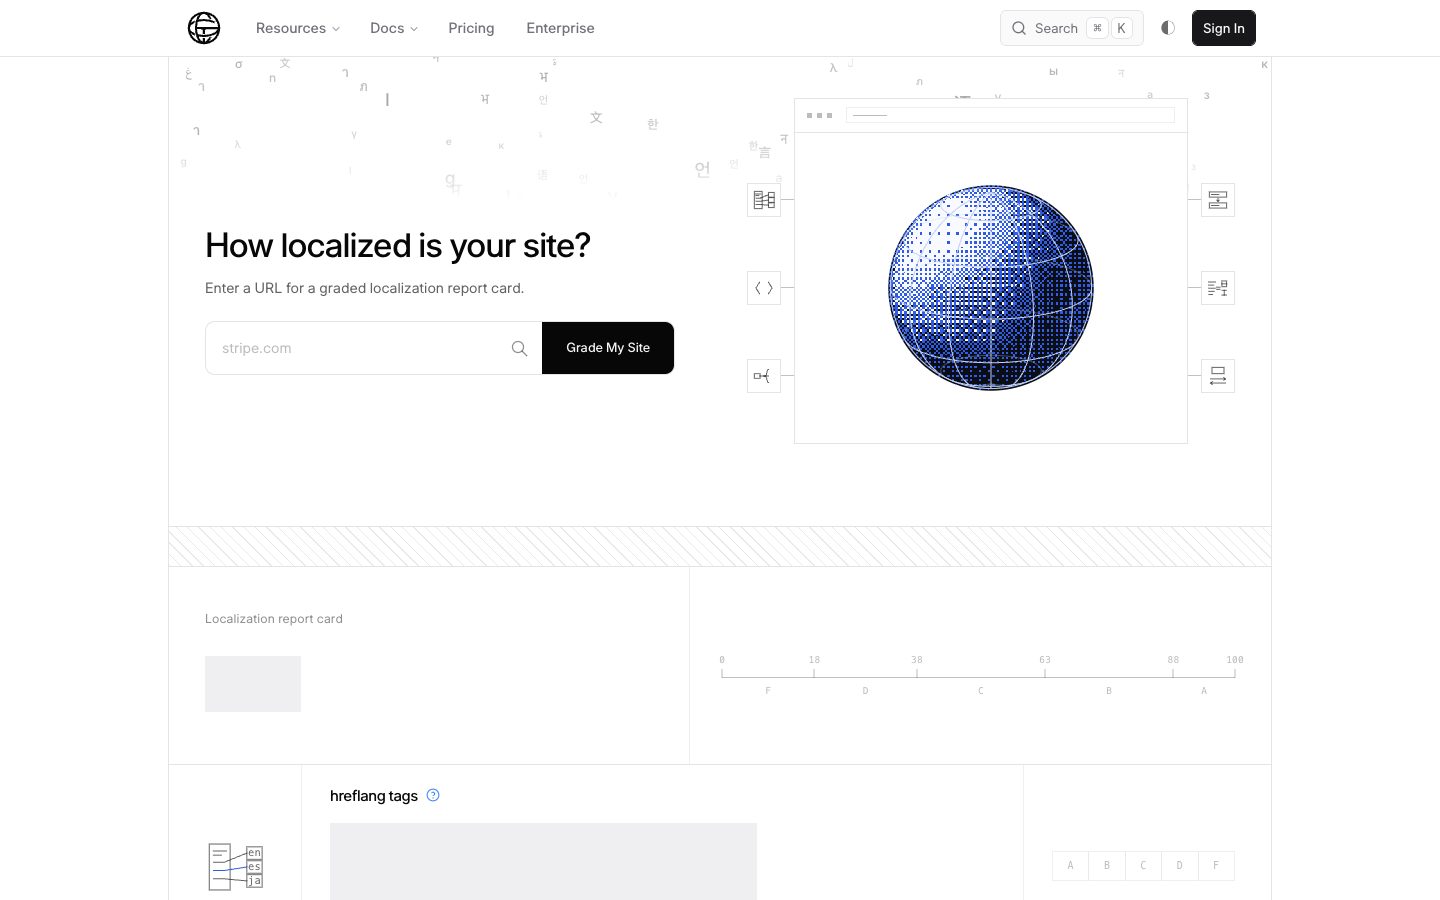 Resources
Docs
Pricing
Enterprise
Search ⌘ K
Sign In
How localized is your site?
Enter a URL for a graded localization report card.
stripe.com
Grade My Site
Localization report card
0 18 38 63 88 100
F D C B A
hreflang tags
en
es
ja
A B C D F